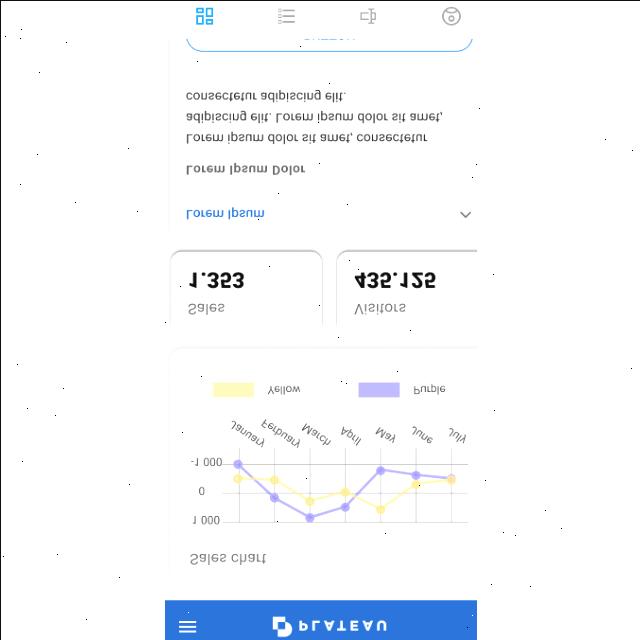 PLATEAU
Sales chart
1 000
0
-1 000
January Ferbuary March April May June July
Yellow Purple
Sales Visitors
1.353 435.125
Lorem Ipsum
Lorem Ipsum Dolor
Lorem ipsum dolor sit amet, consectetur
adipiscing elit. Lorem ipsum dolor sit amet,
consectetur adipiscing elit.